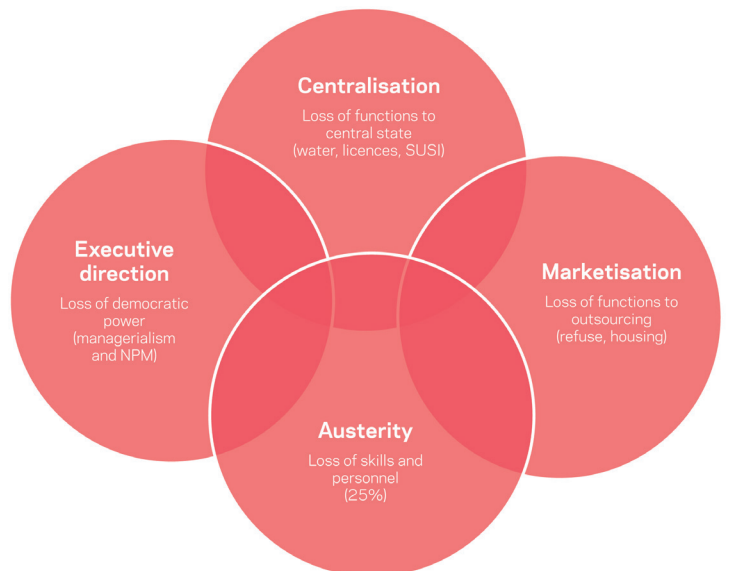 Centralisation
Loss of functions to
central state
(water, licences, SUSI)
Executive
direction
Loss of democratic
power
(managerialism
and NPM)
Marketisation
Loss of functions to
outsourcing
(refuse, housing)
Austerity
Loss of skills and
personnel
(25%)